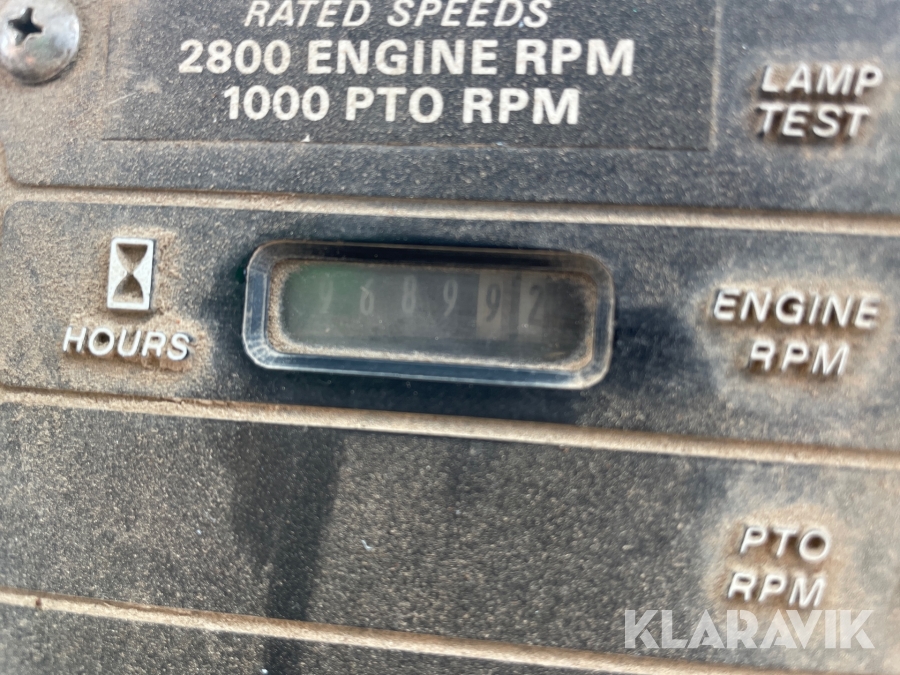 RATED SPEEDS
2800 ENGINE RPM
1000 PTO RPM
LAMP
TEST
HOURS
ENGINE
RPM
PTO
RPM
KLARAVIK